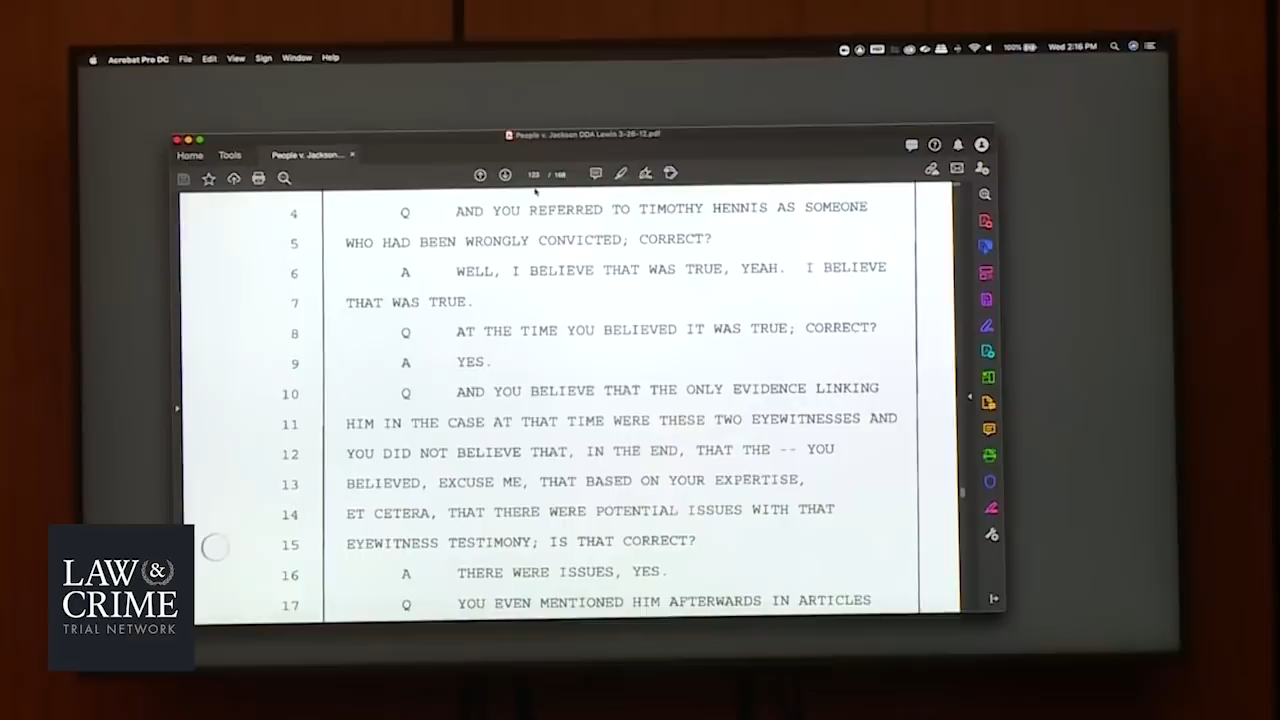 Acrobat Pro DC File Edit View Sign Window Help
100% Wed 2:16 PM
People v. Jackson DDA Lewin 3-26-12.pdf
Home Tools People v. Jackson... ×
123 / 168
4 Q AND YOU REFERRED TO TIMOTHY HENNIS AS SOMEONE
5 WHO HAD BEEN WRONGLY CONVICTED; CORRECT?
6 A WELL, I BELIEVE THAT WAS TRUE, YEAH. I BELIEVE
7 THAT WAS TRUE.
8 Q AT THE TIME YOU BELIEVED IT WAS TRUE; CORRECT?
9 A YES.
10 Q AND YOU BELIEVE THAT THE ONLY EVIDENCE LINKING
11 HIM IN THE CASE AT THAT TIME WERE THESE TWO EYEWITNESSES AND
12 YOU DID NOT BELIEVE THAT, IN THE END, THAT THE -- YOU
13 BELIEVED, EXCUSE ME, THAT BASED ON YOUR EXPERTISE,
14 ET CETERA, THAT THERE WERE POTENTIAL ISSUES WITH THAT
15 EYEWITNESS TESTIMONY; IS THAT CORRECT?
16 A THERE WERE ISSUES, YES.
17 Q YOU EVEN MENTIONED HIM AFTERWARDS IN ARTICLES
LAW &
CRIME
TRIAL NETWORK